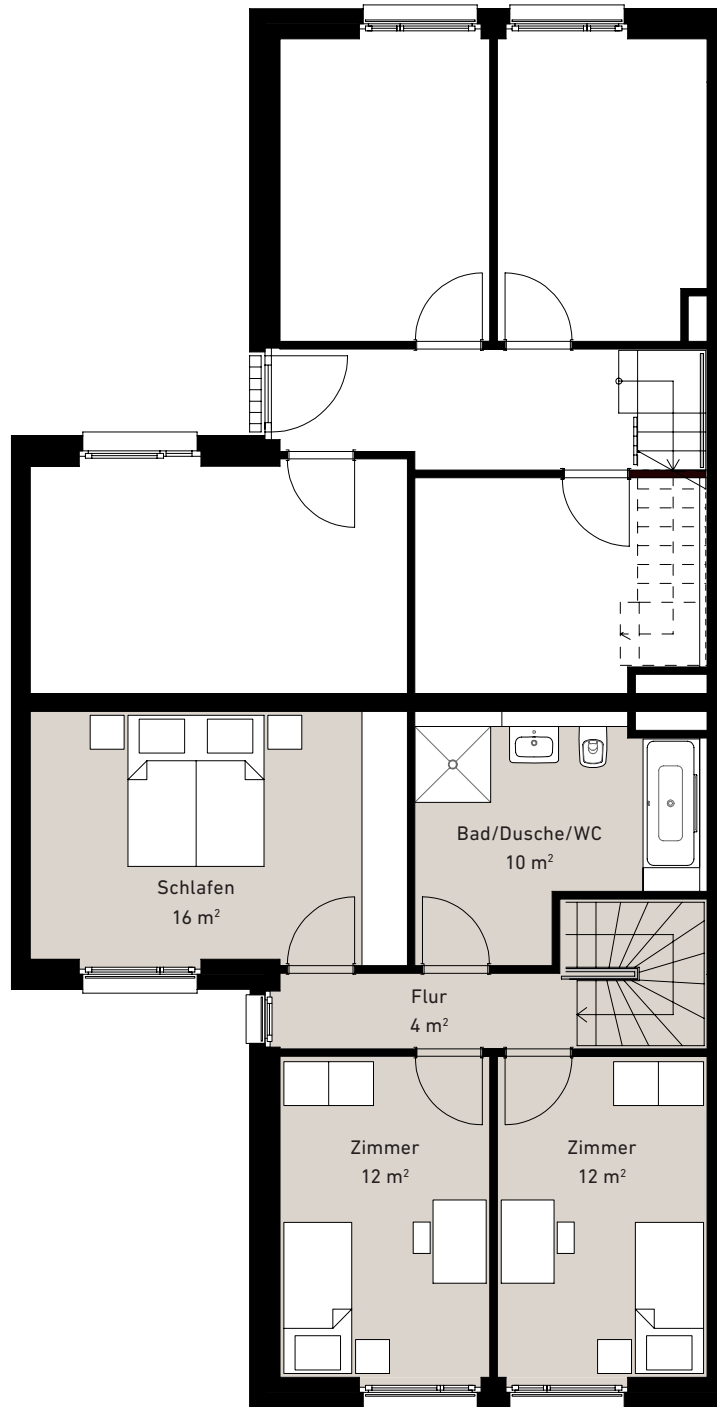 Schlafen
16 m²
Bad/Dusche/WC
10 m²
Flur
4 m²
Zimmer
12 m²
Zimmer
12 m²